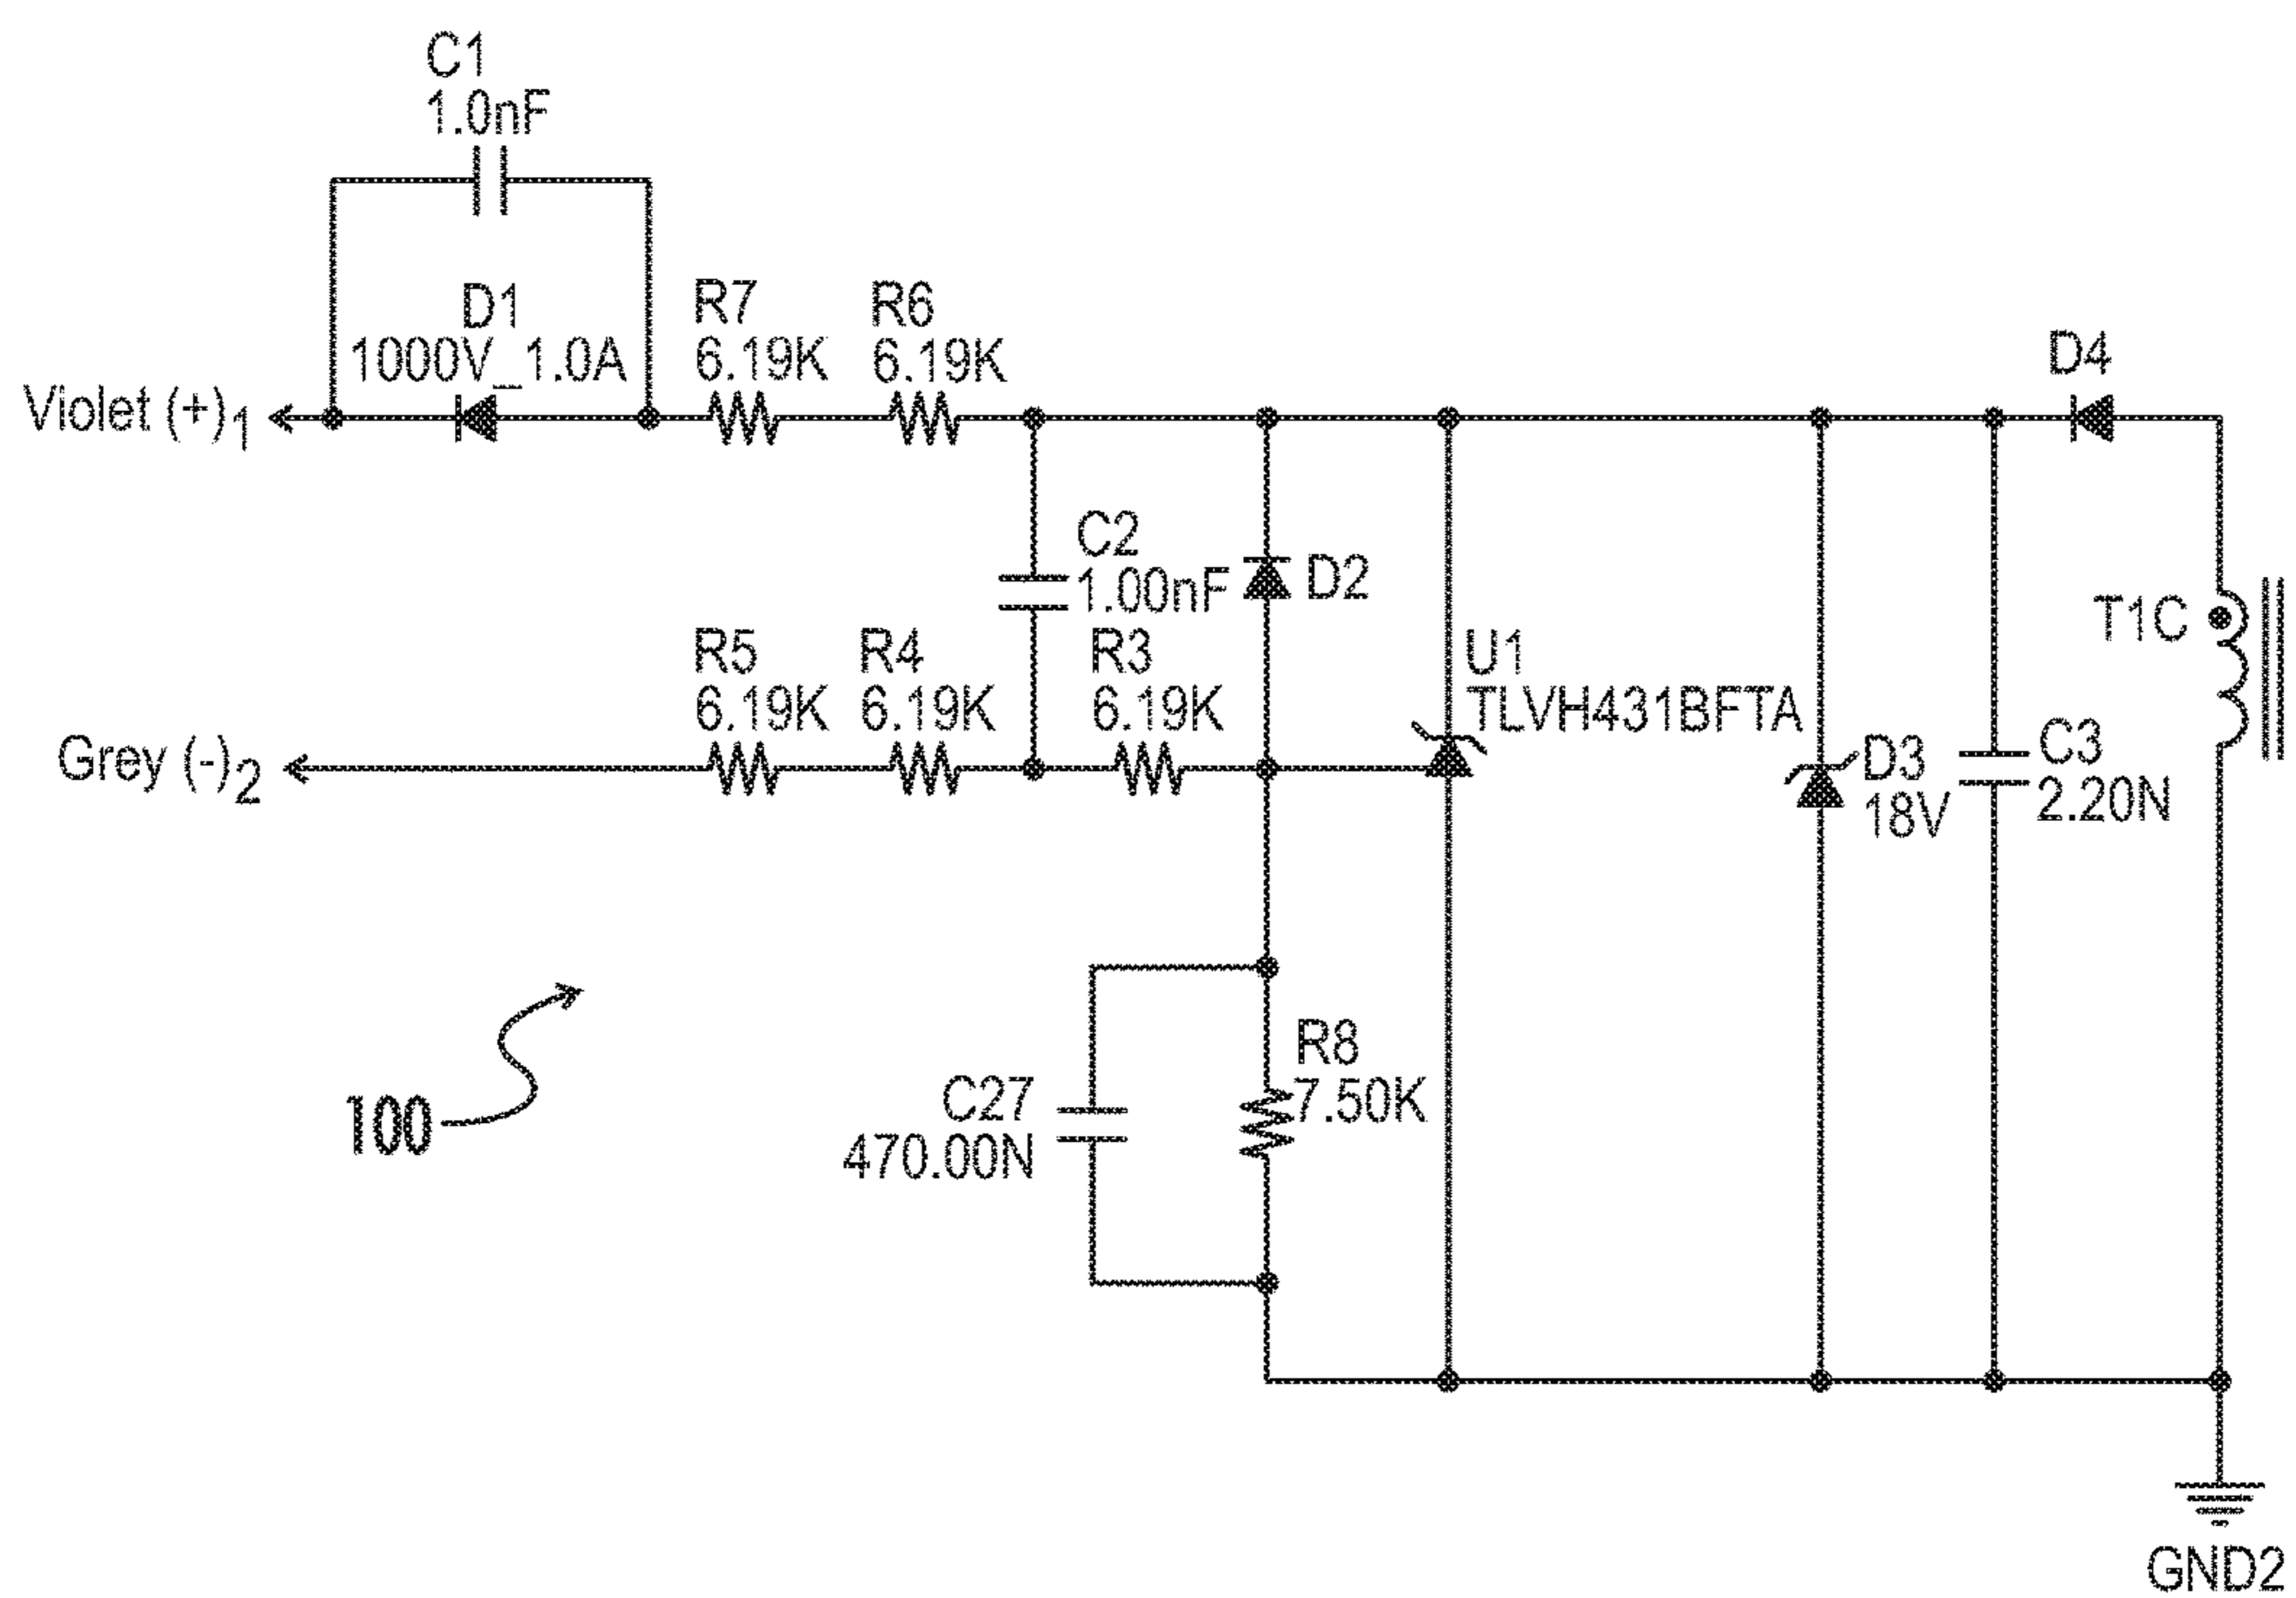 C1
1.0nF
D1
1000V_1.0A
R7
6.19K
R6
6.19K
D4
Violet (+)1
C2
1.00nF
D2
T1C
R5
6.19K
R4
6.19K
R3
6.19K
U1
TLVH431BFTA
Grey (-)2
D3
18V
C3
2.20N
100
C27
470.00N
R8
7.50K
GND2